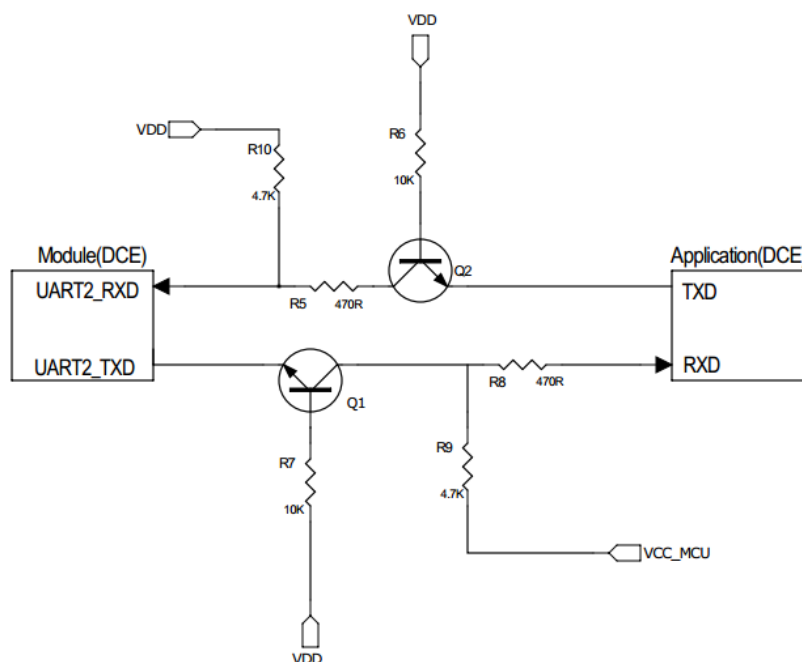 VDD
VDD
R6
10K
R10
4.7K
Module(DCE)
Application(DCE
Q2
UART2_RXD
TXD
R5
470R
UART2_TXD
RXD
R8
470R
Q1
R7
10K
R9
4.7K
VCC_MCU
VDD